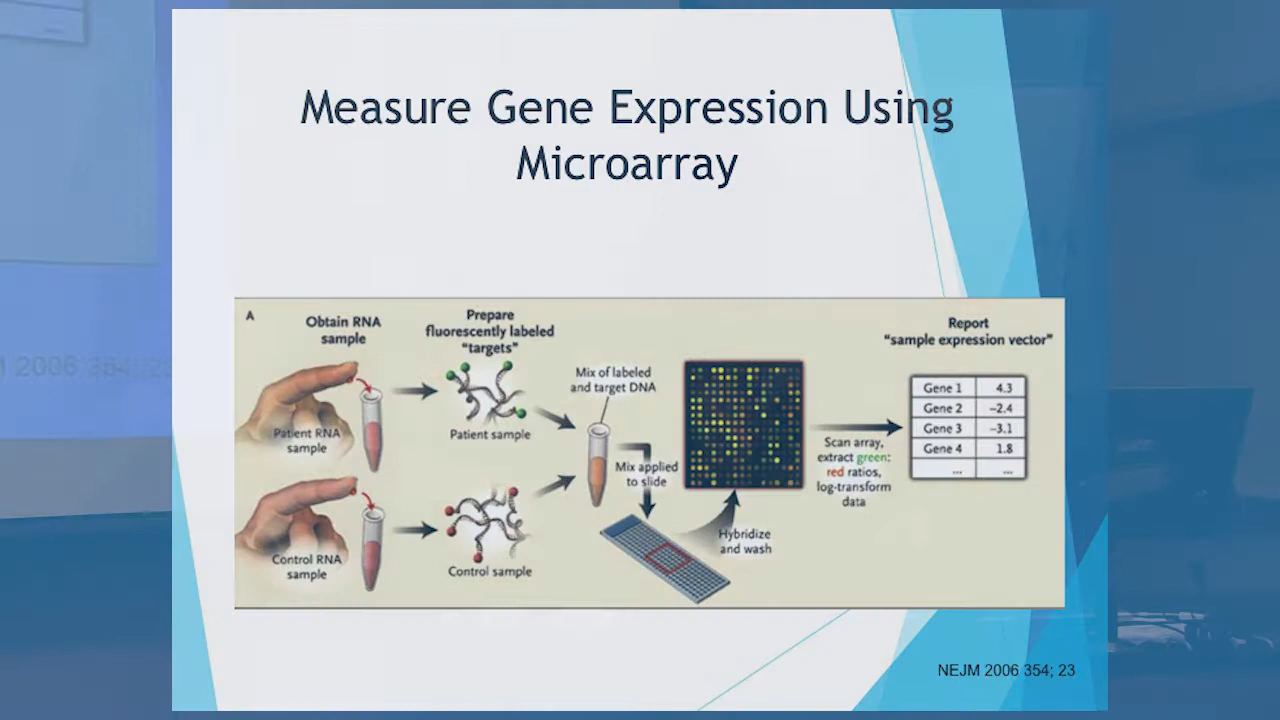 Measure Gene Expression Using
Microarray
A
Obtain RNA
sample
Prepare
fluorescently labeled
“targets”
Report
“sample expression vector”
Mix of labeled
and target DNA
Patient RNA
sample
Patient sample
Gene 1 4.3
Gene 2 –2.4
Gene 3 –3.1
Gene 4 1.8
... ...
Mix applied
to slide
Scan array,
extract green:
red ratios,
log-transform
data
Hybridize
and wash
Control RNA
sample
Control sample
NEJM 2006 354; 23
2006 354; 23